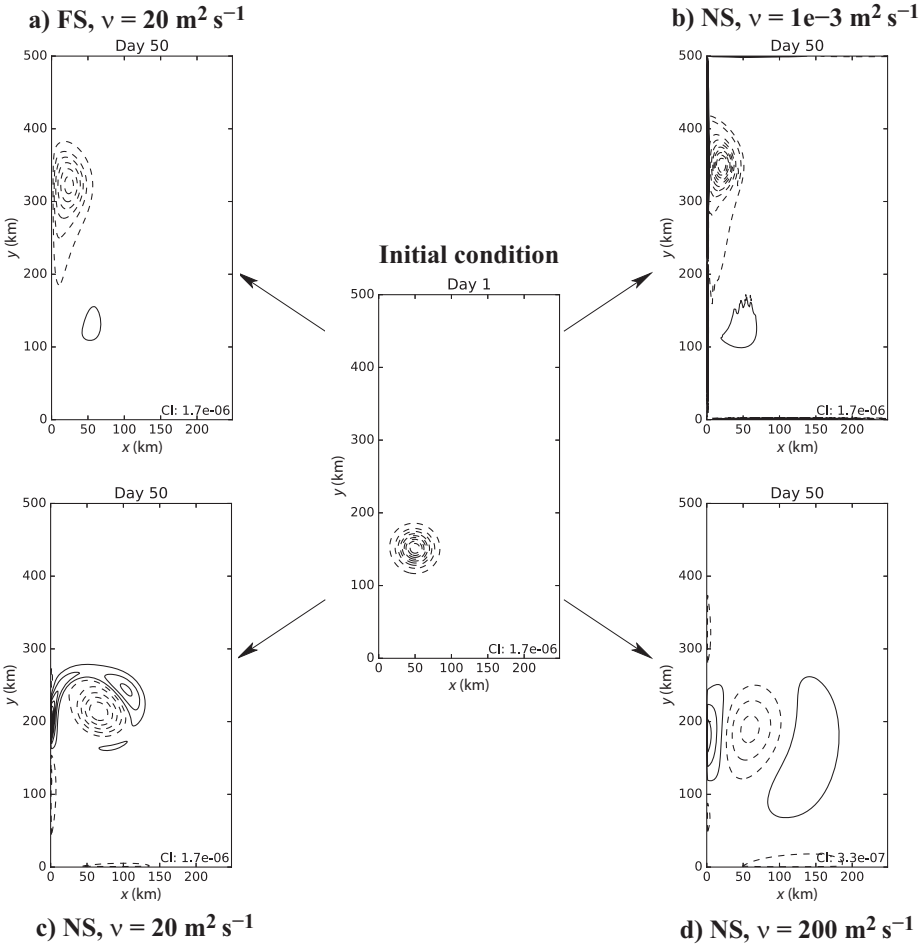 a) FS, ν = 20 m² s⁻¹
Day 50
500
400
300
200
100
0
y (km)
0 50 100 150 200
x (km)
CI: 1.7e-06
b) NS, ν = 1e−3 m² s⁻¹
Day 50
500
400
300
200
100
0
y (km)
0 50 100 150 200
x (km)
CI: 1.7e-06
Initial condition
Day 1
500
400
300
200
100
0
y (km)
0 50 100 150 200
x (km)
CI: 1.7e-06
Day 50
500
400
300
200
100
0
y (km)
0 50 100 150 200
x (km)
CI: 1.7e-06
c) NS, ν = 20 m² s⁻¹
Day 50
500
400
300
200
100
0
y (km)
0 50 100 150 200
x (km)
CI: 3.3e-07
d) NS, ν = 200 m² s⁻¹